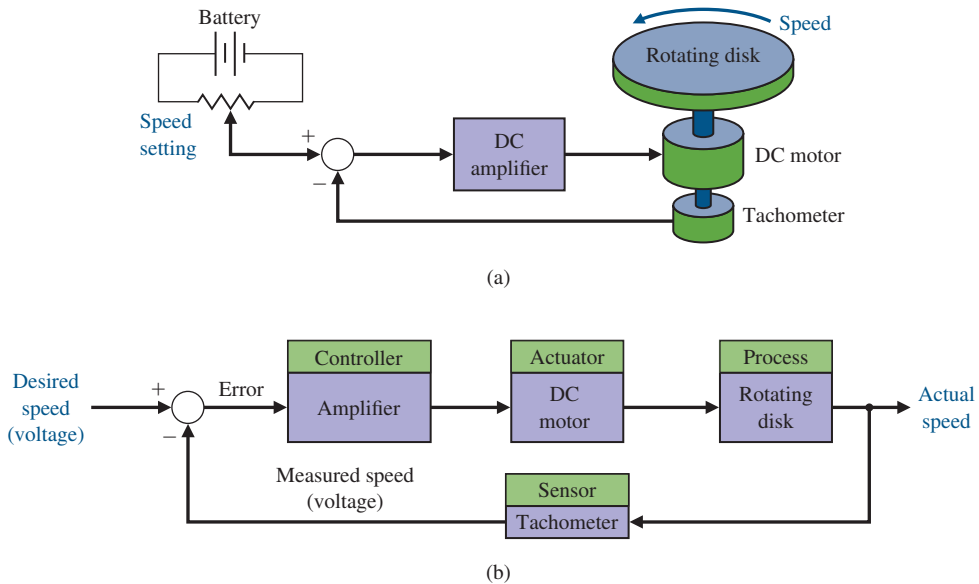 Battery
Speed
Rotating disk
Speed
setting
+
−
DC
amplifier
DC motor
Tachometer
(a)
Controller
Actuator
Process
Desired
speed
(voltage)
+
−
Error
Amplifier
DC
motor
Rotating
disk
Actual
speed
Measured speed
(voltage)
Sensor
Tachometer
(b)